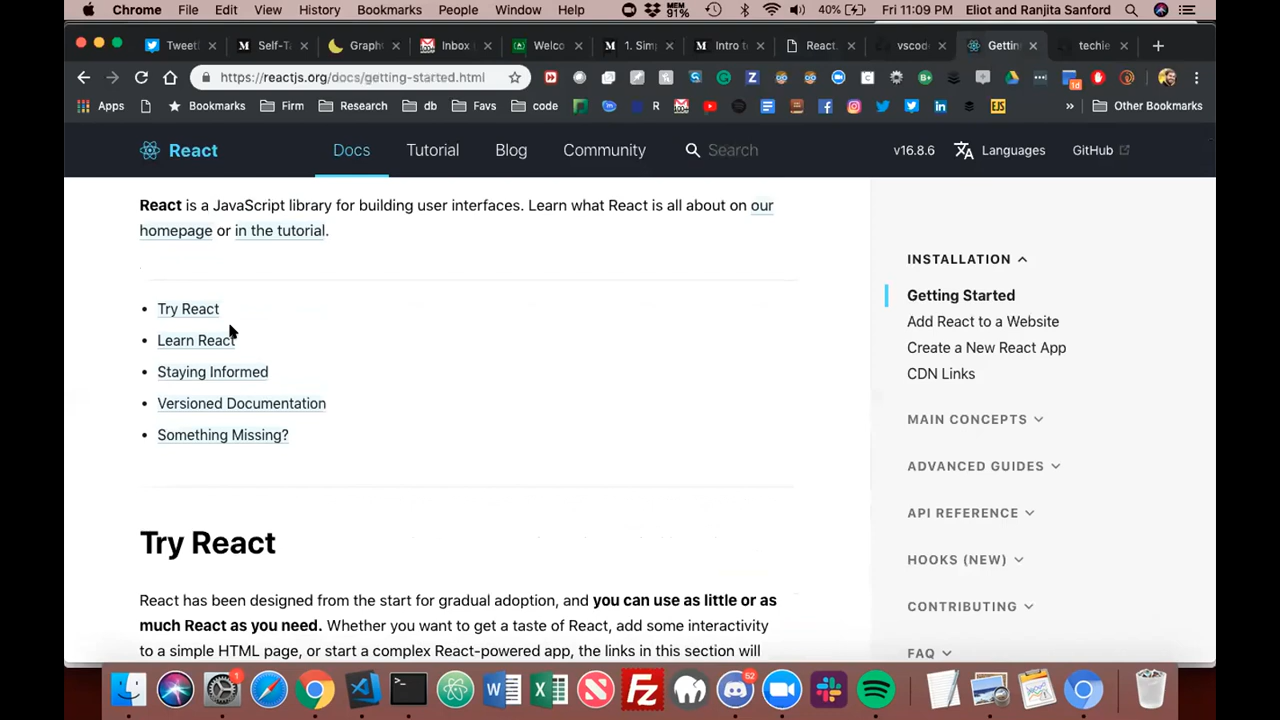 Chrome File Edit View History Bookmarks People Window Help MEM 91% 40% Fri 11:09 PM Eliot and Ranjita Sanford
TweetD Self-Ta Graph Inbox Welco 1. Simp Intro t React. vscod Gettin techie
https://reactjs.org/docs/getting-started.html
Apps Bookmarks Firm Research db Favs code R EJS » Other Bookmarks
React Docs Tutorial Blog Community Search v16.8.6 Languages GitHub
React is a JavaScript library for building user interfaces. Learn what React is all about on our
homepage or in the tutorial.
Try React
Learn React
Staying Informed
Versioned Documentation
Something Missing?
Try React
React has been designed from the start for gradual adoption, and you can use as little or as
much React as you need. Whether you want to get a taste of React, add some interactivity
to a simple HTML page, or start a complex React-powered app, the links in this section will
INSTALLATION
Getting Started
Add React to a Website
Create a New React App
CDN Links
MAIN CONCEPTS
ADVANCED GUIDES
API REFERENCE
HOOKS (NEW)
CONTRIBUTING
FAQ